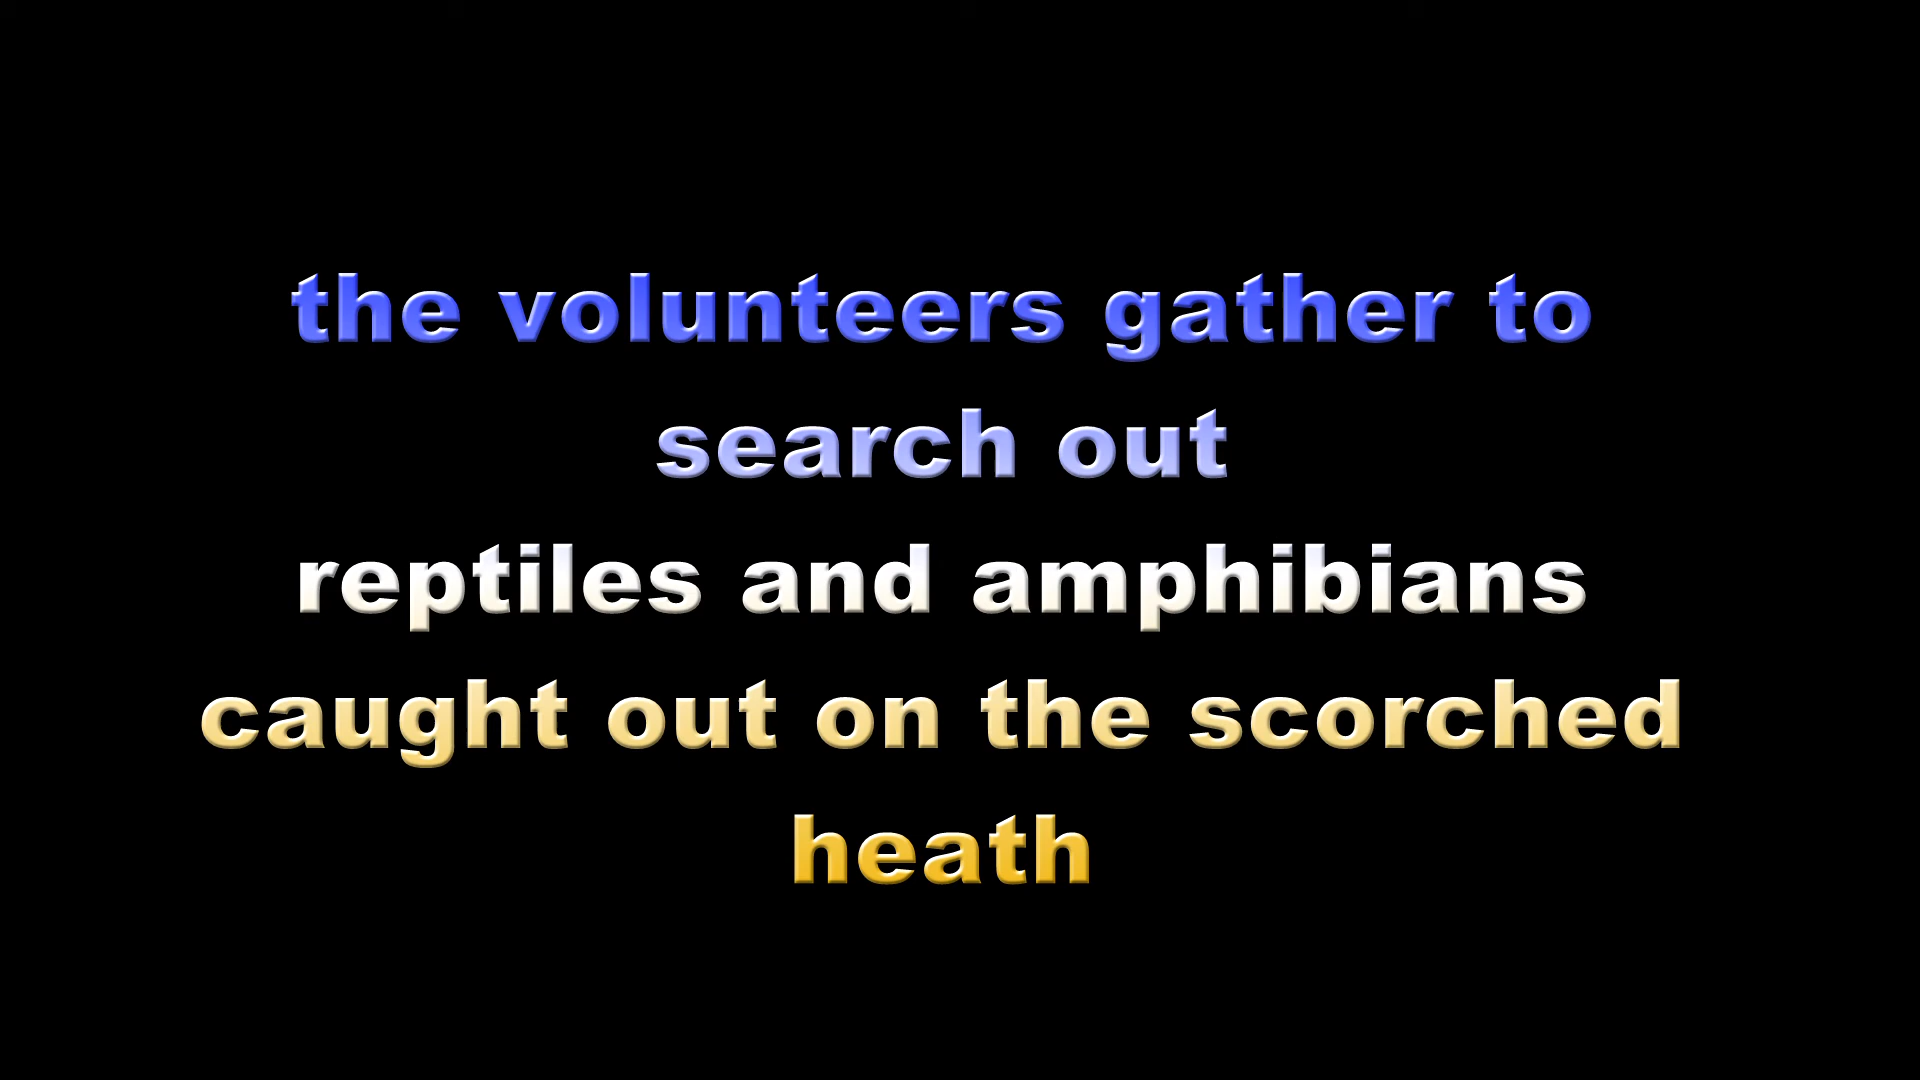 the volunteers gather to
search out
reptiles and amphibians
caught out on the scorched
heath